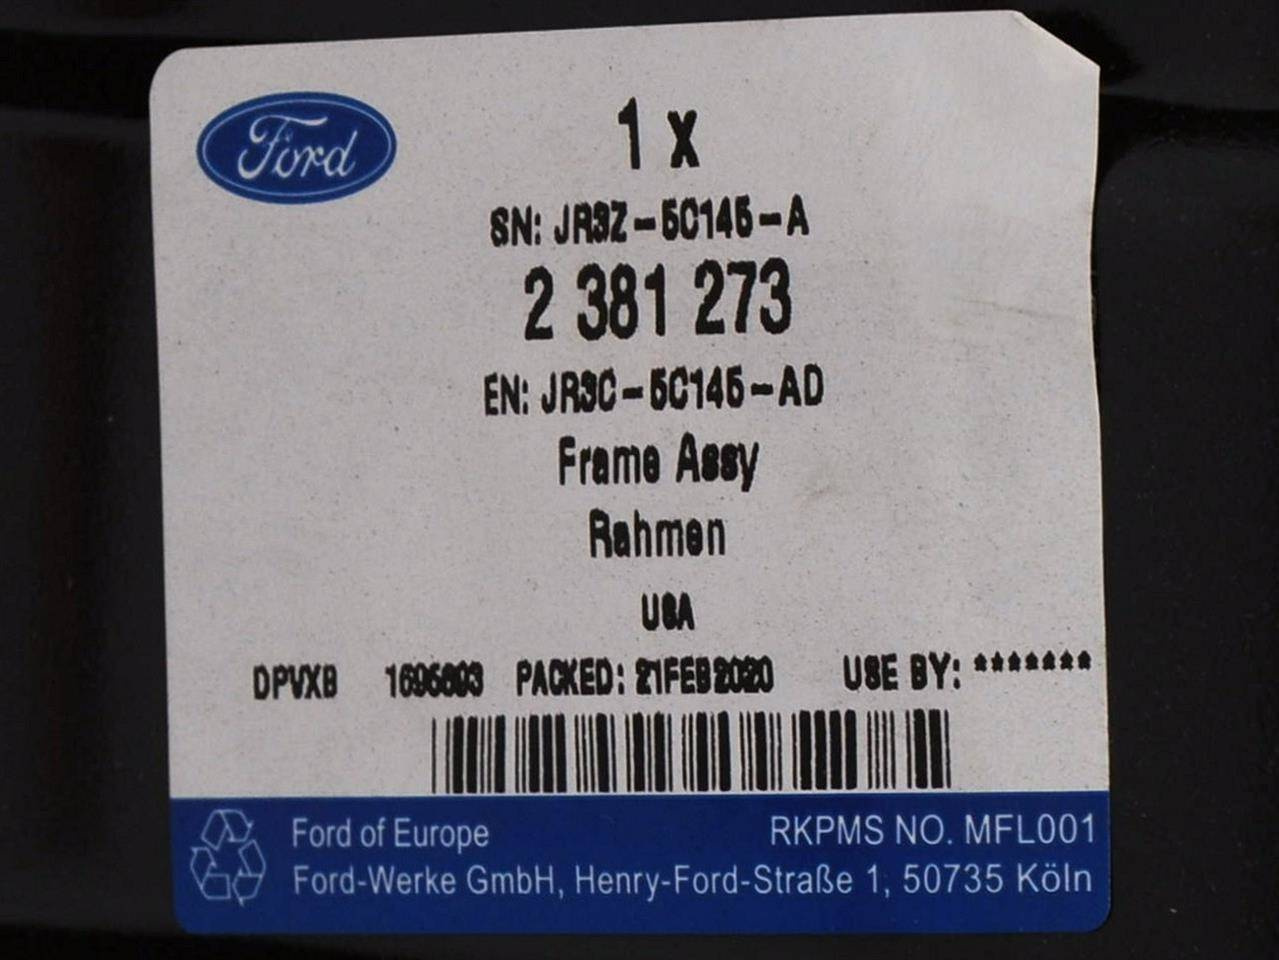 Ford
1 x
SN: JR3Z-5C145-A
2 381 273
EN: JR3C-5C145-AD
Frame Assy
Rahmen
USA
DPVXB PACKED: 21FEB2020 USE BY: *******
Ford of Europe RKPMS NO. MFL001
Ford-Werke GmbH, Henry-Ford-Straße 1, 50735 Köln